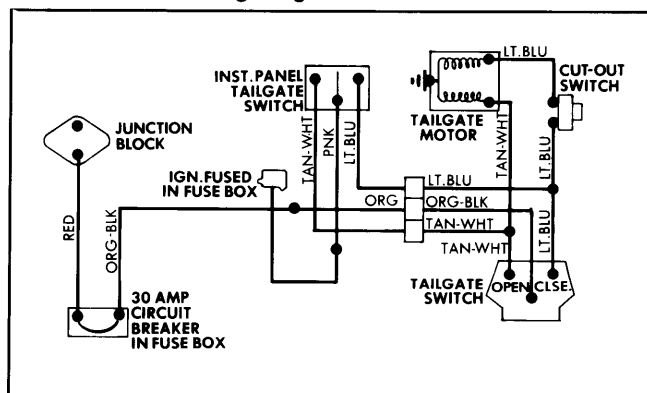 INST. PANEL
TAILGATE
SWITCH
LT.BLU
CUT-OUT
SWITCH
TAILGATE
MOTOR
JUNCTION
BLOCK
IGN.FUSED
IN FUSE BOX
TAN-WHT
PNK
LT.BLU
TAN-WHT
LT.BLU
LT.BLU
ORG
ORG-BLK
TAN-WHT
TAN-WHT
LT.BLU
RED
ORG-BLK
TAILGATE
SWITCH
OPEN
CLSE.
30 AMP
CIRCUIT
BREAKER
IN FUSE BOX